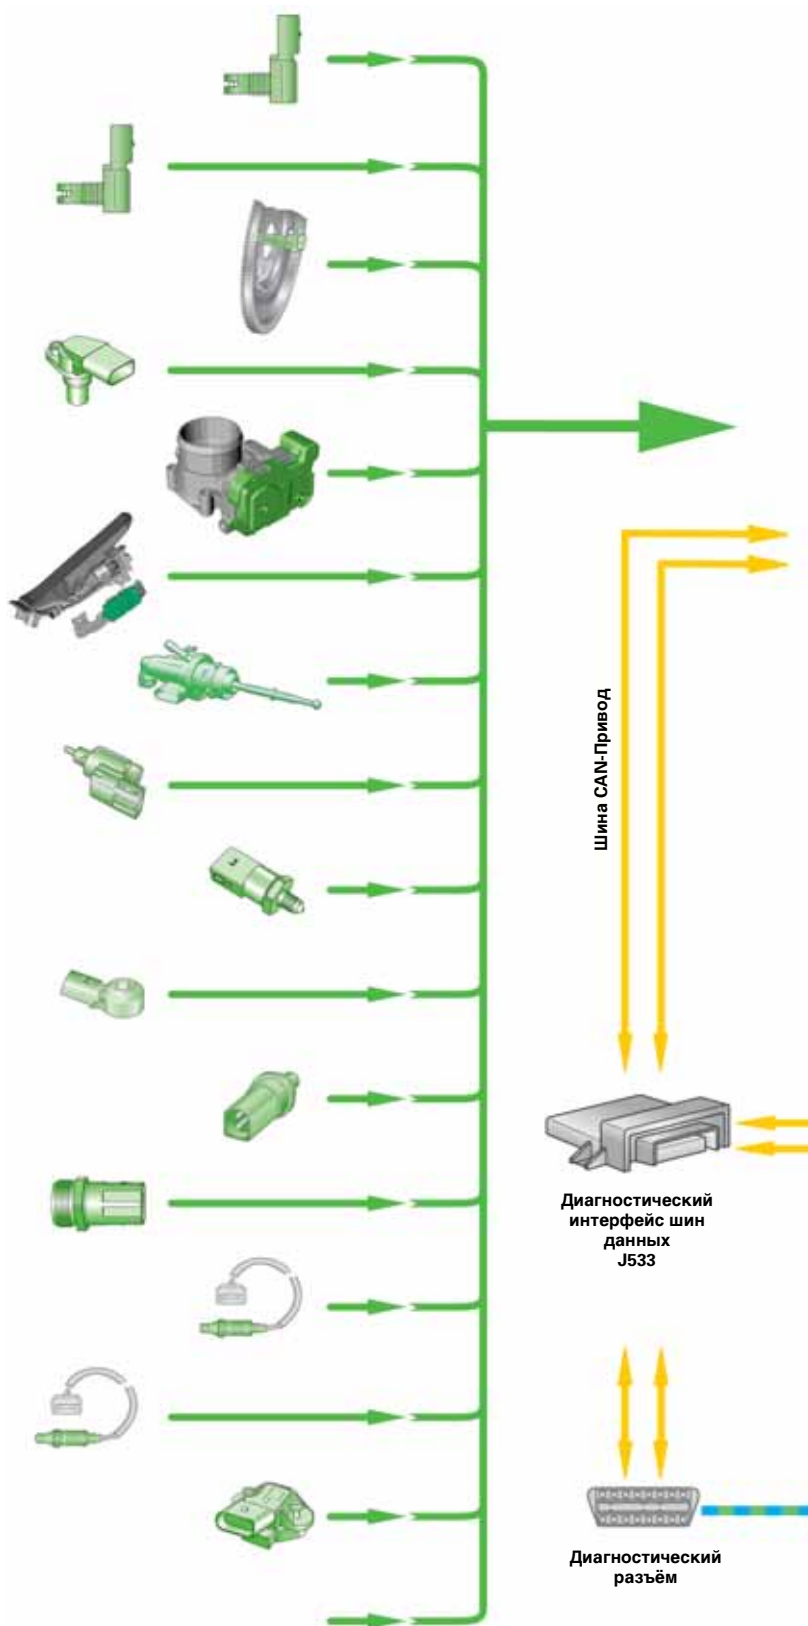 Шина CAN-Привод
Диагностический
интерфейс шин
данных
J533
Диагностический
разъём